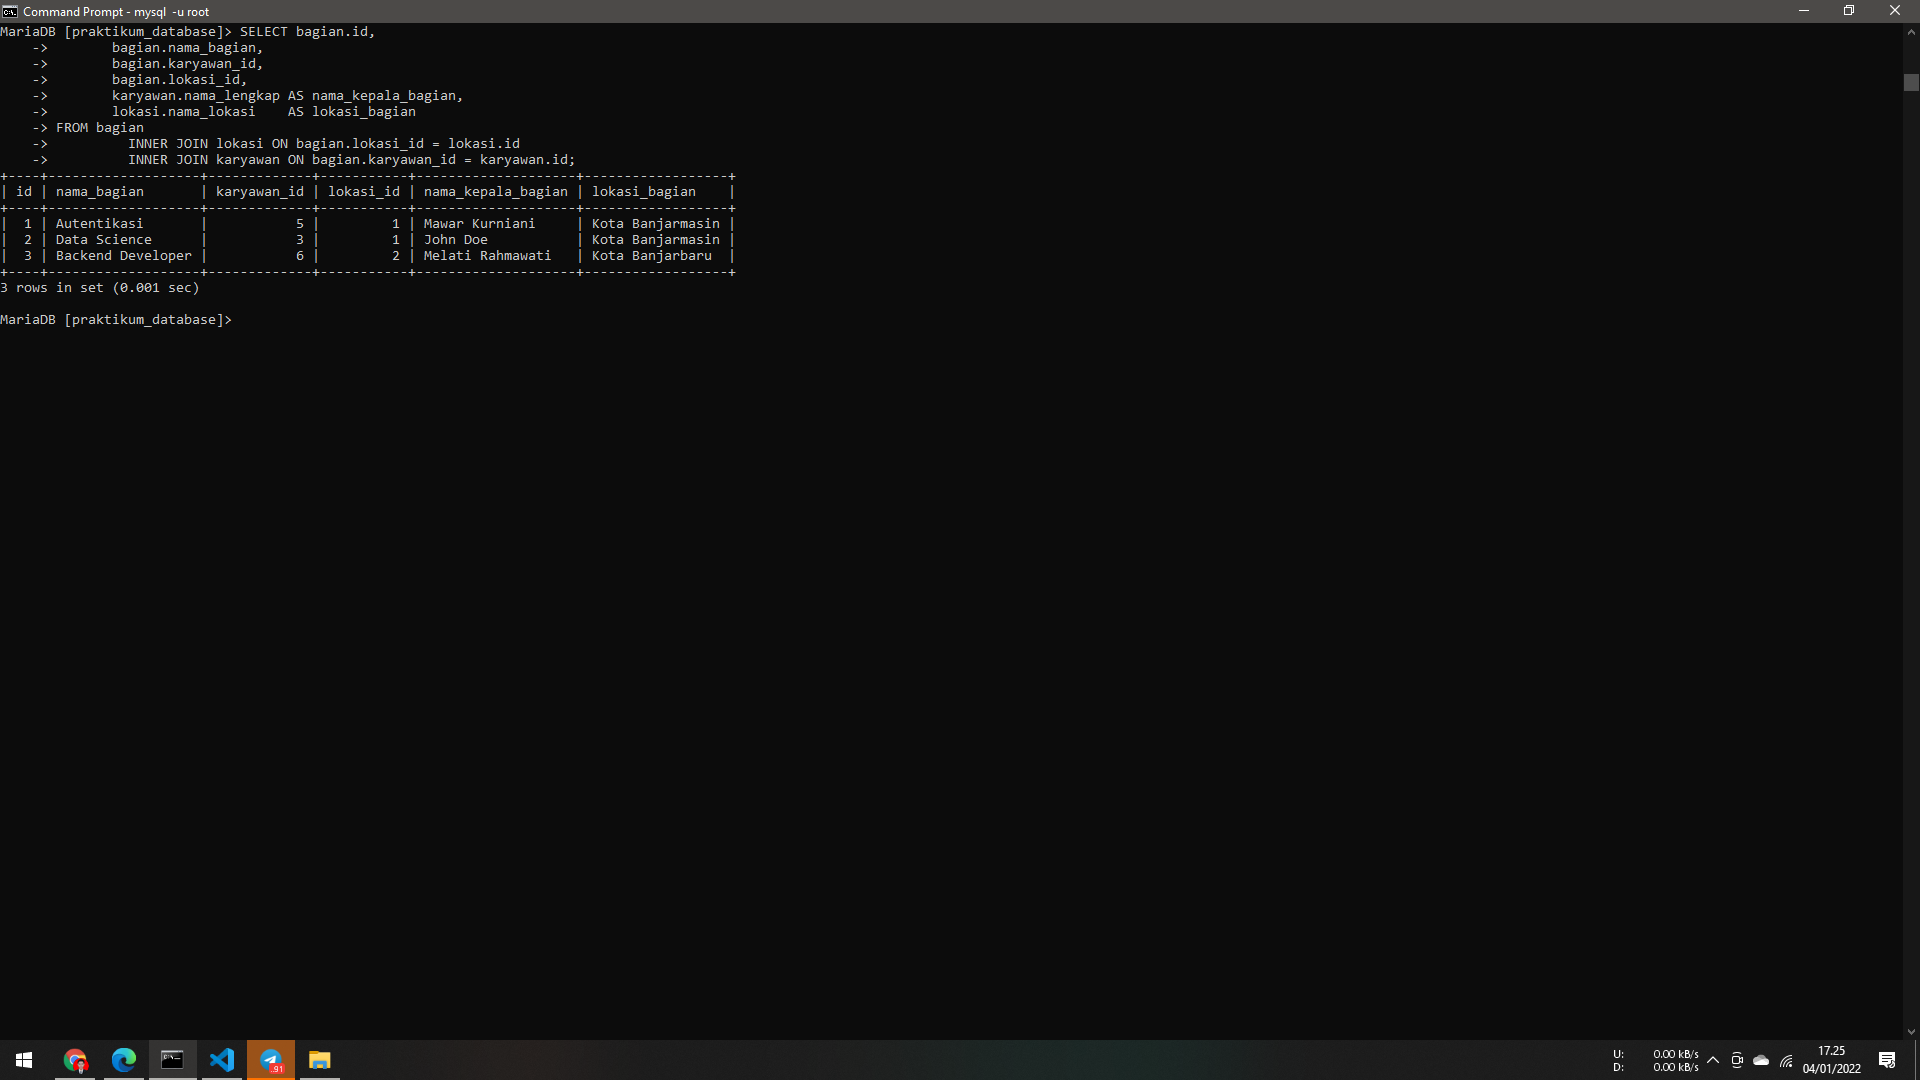 Command Prompt - mysql  -u root
MariaDB [praktikum_database]> SELECT bagian.id,
    ->        bagian.nama_bagian,
    ->        bagian.karyawan_id,
    ->        bagian.lokasi_id,
    ->        karyawan.nama_lengkap AS nama_kepala_bagian,
    ->        lokasi.nama_lokasi    AS lokasi_bagian
    -> FROM bagian
    ->          INNER JOIN lokasi ON bagian.lokasi_id = lokasi.id
    ->          INNER JOIN karyawan ON bagian.karyawan_id = karyawan.id;
+----+-------------------+-------------+-----------+--------------------+------------------+
| id | nama_bagian       | karyawan_id | lokasi_id | nama_kepala_bagian | lokasi_bagian    |
+----+-------------------+-------------+-----------+--------------------+------------------+
|  1 | Autentikasi       |           5 |         1 | Mawar Kurniani     | Kota Banjarmasin |
|  2 | Data Science      |           3 |         1 | John Doe           | Kota Banjarmasin |
|  3 | Backend Developer |           6 |         2 | Melati Rahmawati   | Kota Banjarbaru  |
+----+-------------------+-------------+-----------+--------------------+------------------+
3 rows in set (0.001 sec)
MariaDB [praktikum_database]>
.91
U: 0.00 kB/s
D: 0.00 kB/s
17.25
04/01/2022